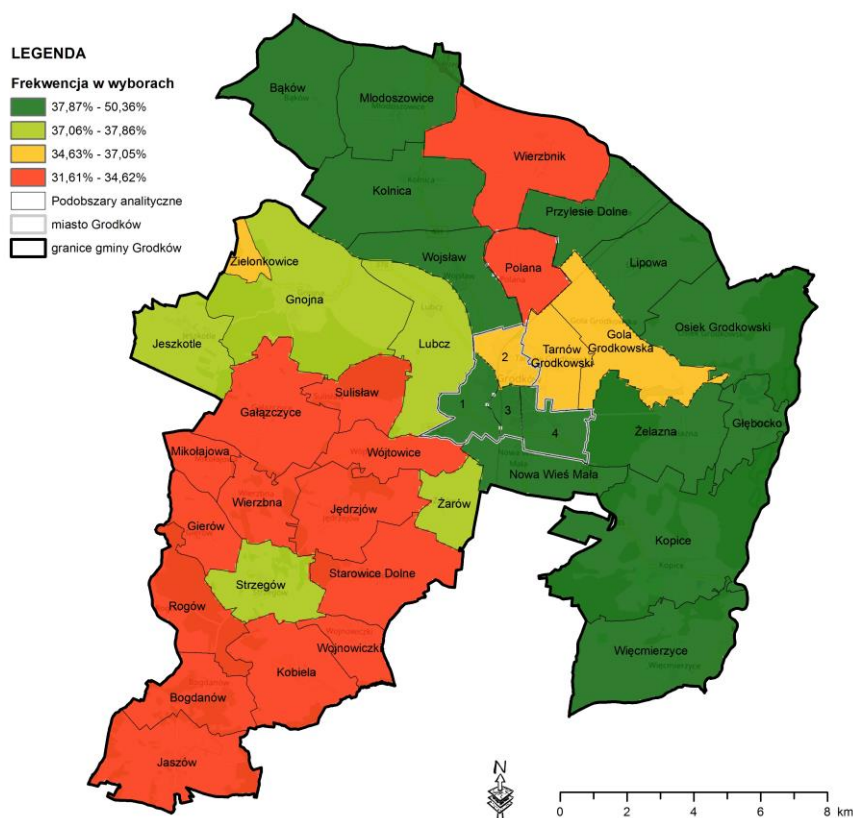 LEGENDA
Frekwencja w wyborach
37,87% - 50,36%
37,06% - 37,86%
34,63% - 37,05%
31,61% - 34,62%
Podobszary analityczne
miasto Grodków
granice gminy Grodków
Bąków
Młodoszowice
Wierzbnik
Kolnica
Przylesie Dolne
Wojsław
Polana
Lipowa
Zielonkowice
Gnojna
Osiek Grodkowski
Jeszkotle
Lubcz
Gola
Grodkowska
2
Tarnów
Grodkowski
Sulisław
1
3
Gałązczyce
4
Żelazna
Głębocko
Mikołajowa
Wójtowice
Nowa Wieś Mała
Wierzbna
Jędrzjów
Żarów
Gierów
Kopice
Strzegów
Starowice Dolne
Rogów
Wojnowiczki
Więcmierzyce
Kobiela
Bogdanów
Jaszów
N
0 2 4 6 8 km